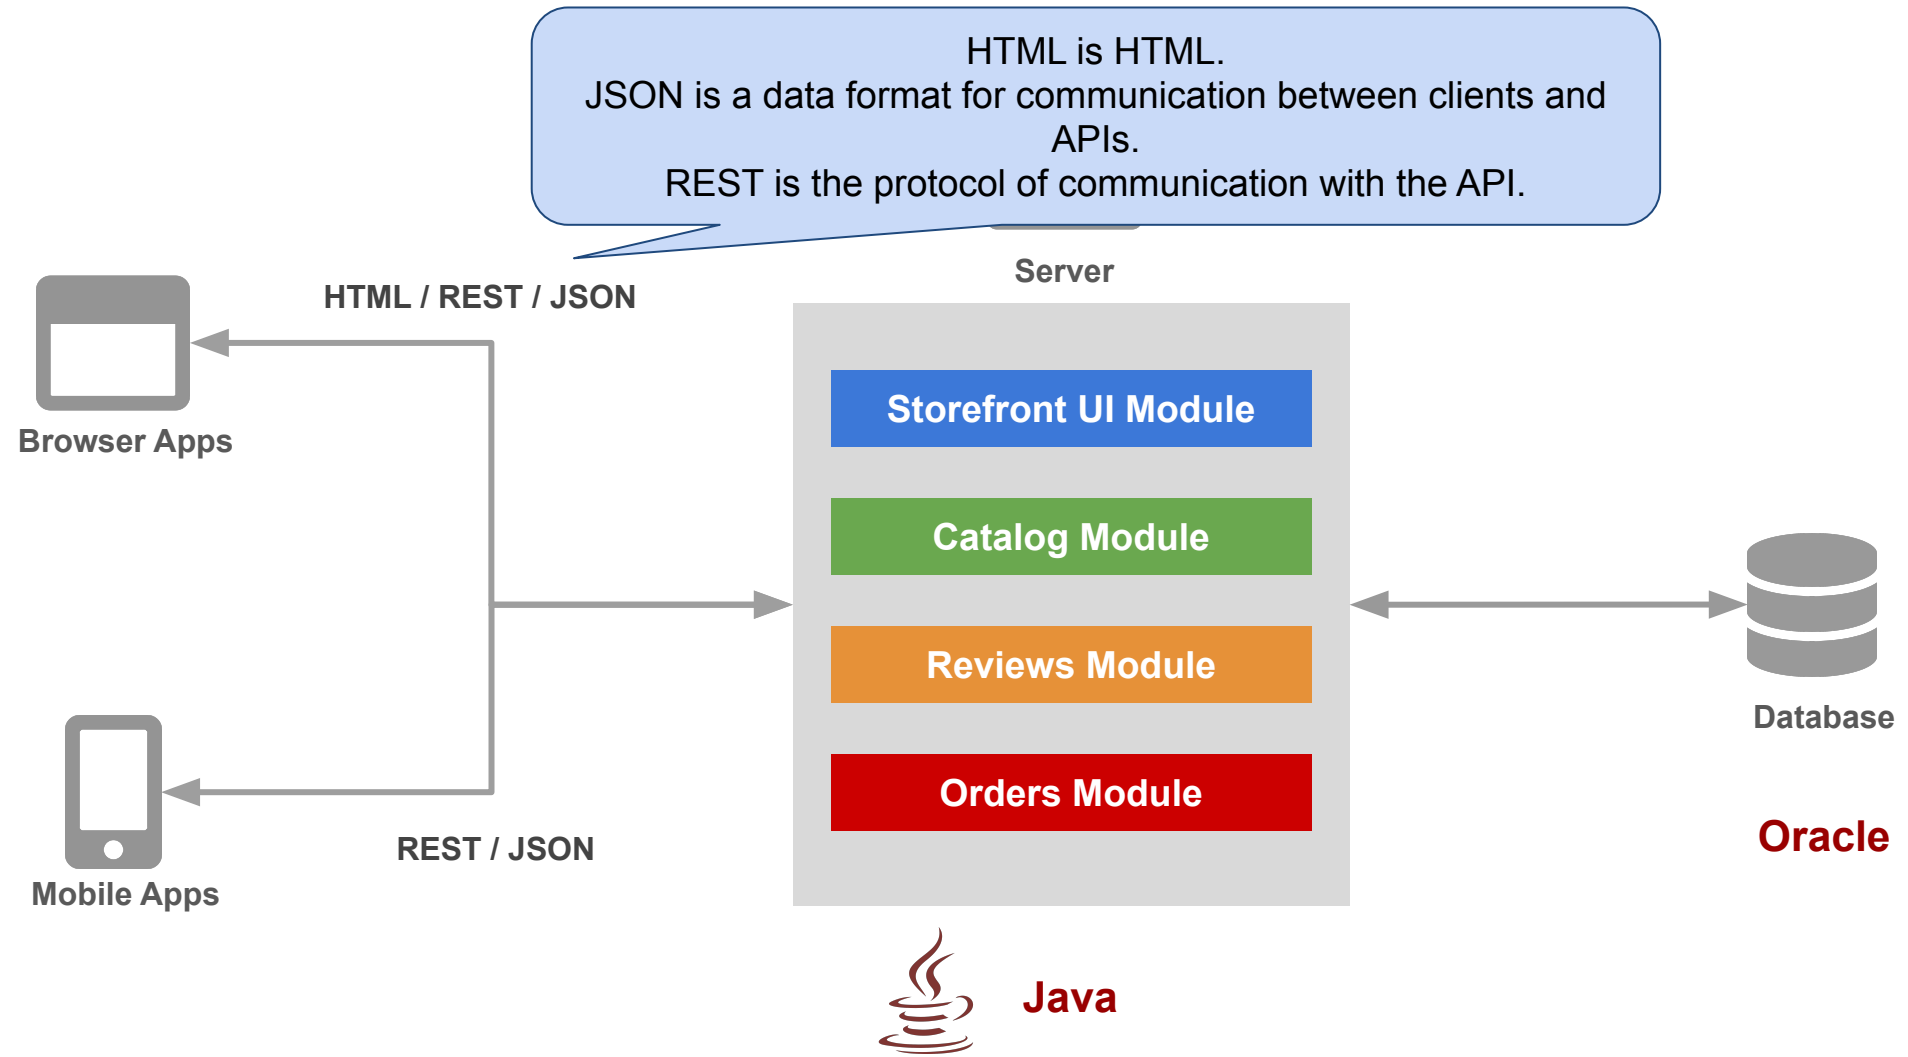 HTML is HTML.
JSON is a data format for communication between clients and
APIs.
REST is the protocol of communication with the API.
Server
HTML / REST / JSON
Browser Apps
Storefront UI Module
Catalog Module
Reviews Module
Orders Module
Database
Oracle
REST / JSON
Mobile Apps
Java